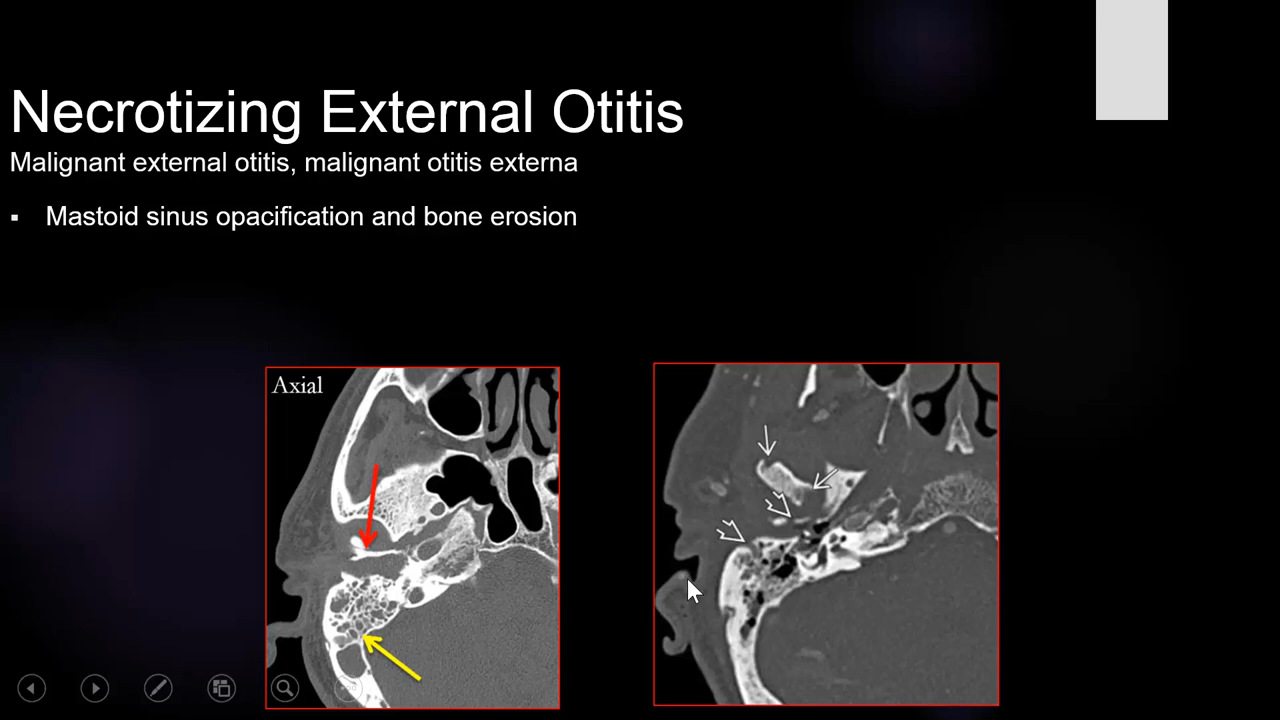 Necrotizing External Otitis
Malignant external otitis, malignant otitis externa
▪ Mastoid sinus opacification and bone erosion
Axial